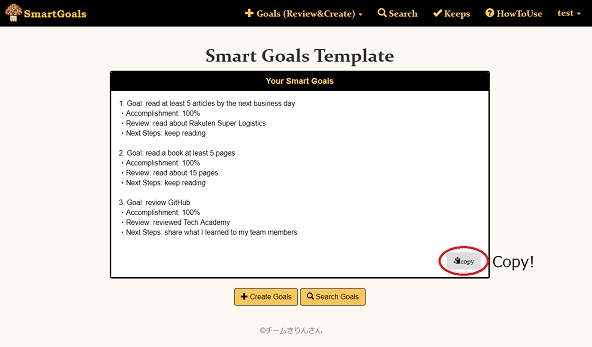 SmartGoals
Goals (Review&Create) Search Keeps HowToUse test
Smart Goals Template
Your Smart Goals
1. Goal: read at least 5 articles by the next business day
・Accomplishment: 100%
・Review: read about Rakuten Super Logistics
・Next Steps: keep reading
2. Goal: read a book at least 5 pages
・Accomplishment: 100%
・Review: read about 15 pages
・Next Steps: keep reading
3. Goal: review GitHub
・Accomplishment: 100%
・Review: reviewed Tech Academy
・Next Steps: share what I learned to my team members
copy
Copy!
Create Goals Search Goals
©チームきりんさん